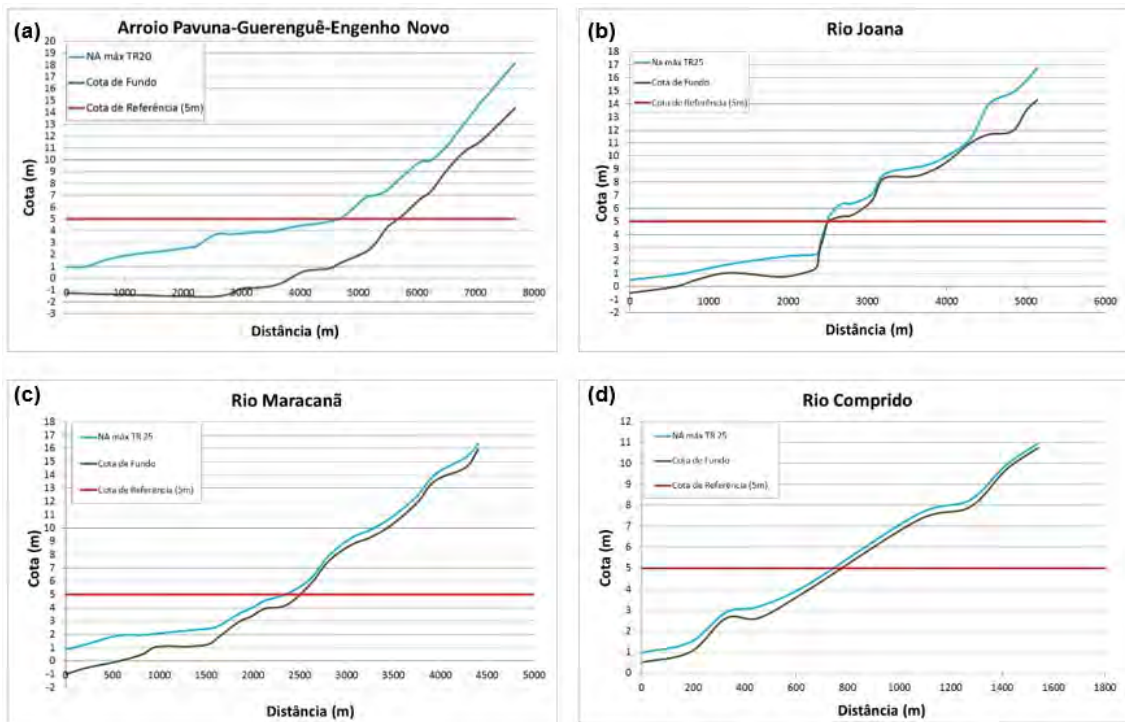 (a)
Arroio Pavuna-Guerenguê-Engenho Novo
20
19
18
17
16
15
14
13
12
11
10
9
8
7
6
5
4
3
2
1
0
-1
-2
-3
Cota (m)
NA máx TR20
Cota de Fundo
Cota de Referência (5m)
0 1000 2000 3000 4000 5000 6000 7000 8000
Distância (m)
(b)
Rio Joana
18
17
16
15
14
13
12
11
10
9
8
7
6
5
4
3
2
1
0
-1
-2
Cota (m)
Na máx TR25
Cota de Fundo
Cota de Referência (5m)
0 1000 2000 3000 4000 5000 6000
Distância (m)
(c)
Rio Maracanã
18
17
16
15
14
13
12
11
10
9
8
7
6
5
4
3
2
1
0
-1
-2
Cota (m)
NA máx TR 25
Cota de Fundo
Cota de Referência (5m)
0 500 1000 1500 2000 2500 3000 3500 4000 4500 5000
Distância (m)
(d)
Rio Comprido
12
11
10
9
8
7
6
5
4
3
2
1
0
Cota (m)
NA máx TR 25
Cota de Fundo
Cota de Referência (5m)
0 200 400 600 800 1000 1200 1400 1600 1800
Distância (m)